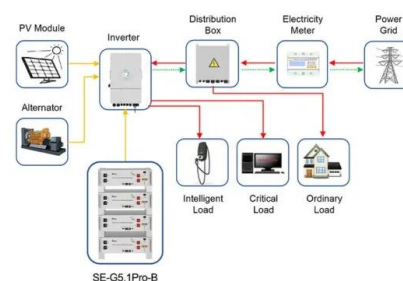 PV Module
Inverter
Distribution
Box
Electricity
Meter
Power
Grid
Alternator
Intelligent
Load
Critical
Load
Ordinary
Load
SE-G5.1Pro-B